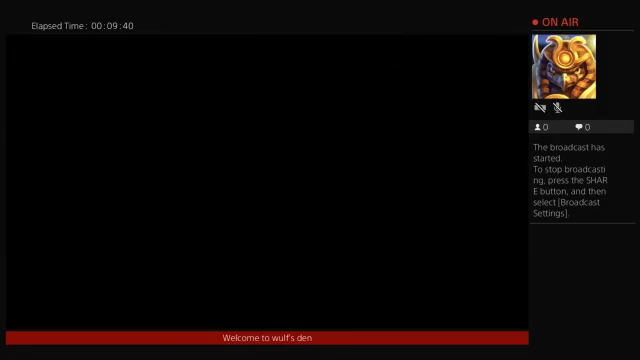 Elapsed Time : 00 : 09 : 40
ON AIR
0 0
The broadcast has
started.
To stop broadcasti
ng, press the SHAR
E button, and then
select [Broadcast
Settings].
Welcome to wulf's den